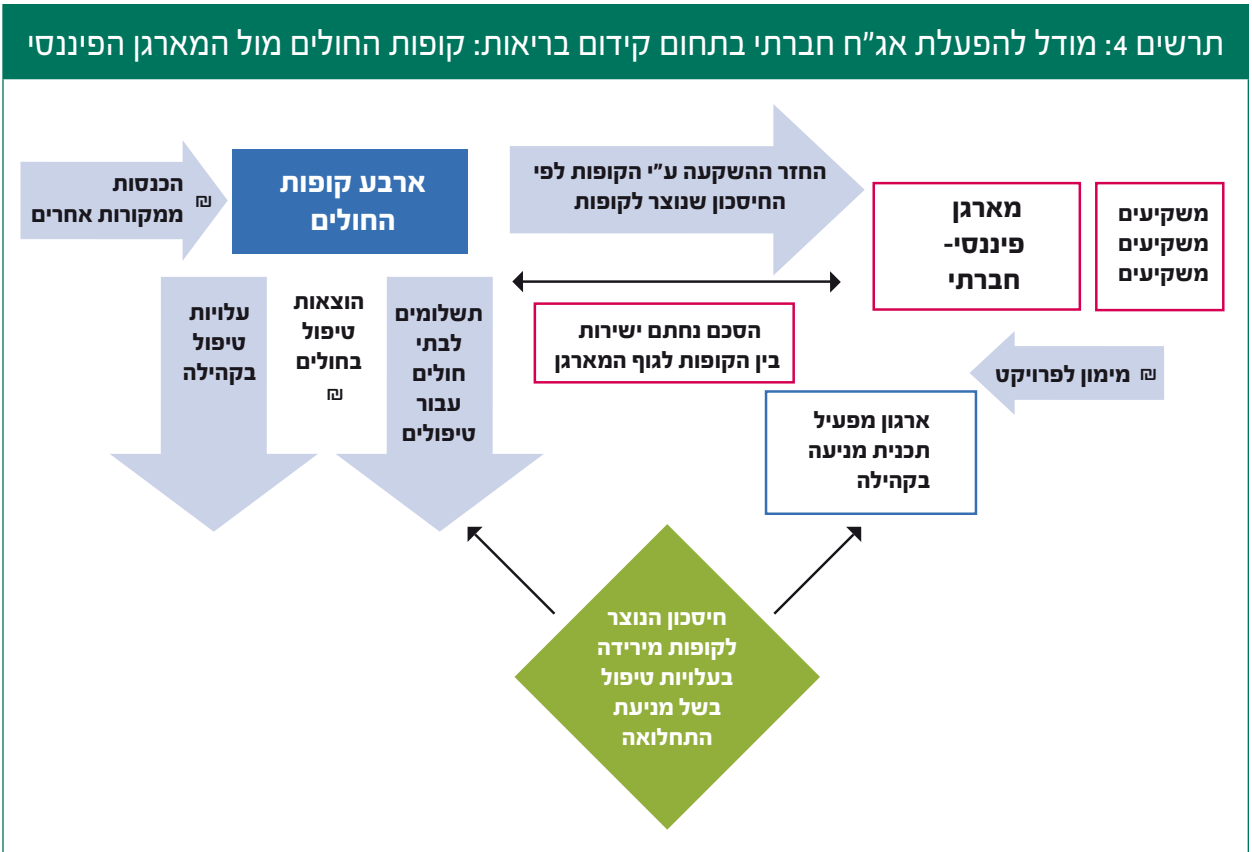 תרשים 4: מודל להפעלת אג"ח חברתי בתחום קידום בריאות: קופות החולים מול המארגן הפיננסי
הכנסות
ממקורות אחרים
₪
ארבע קופות
החולים
החזר ההשקעה ע"י הקופות לפי
החיסכון שנוצר לקופות
מארגן
פיננסי-
חברתי
משקיעים
משקיעים
משקיעים
עלויות
טיפול
בקהילה
הוצאות
טיפול
בחולים
₪
תשלומים
לבתי
חולים
עבור
טיפולים
הסכם נחתם ישירות
בין הקופות לגוף המארגן
₪ מימון לפרויקט
ארגון מפעיל
תכנית מניעה
בקהילה
חיסכון הנוצר
לקופות מירידה
בעלויות טיפול
בשל מניעת
התחלואה